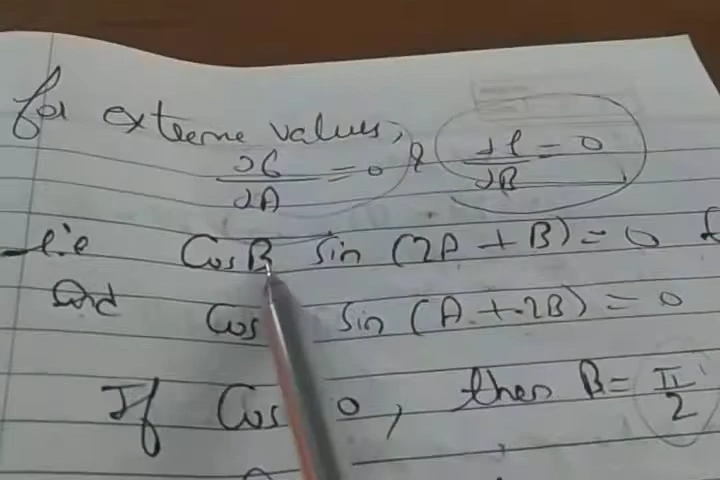 for extreme values,
∂f/∂A = 0 & ∂f/∂B = 0
i.e Cos B Sin (2A + B) = 0
and Cos Sin (A + 2B) = 0
If Cos 0, then B = π/2